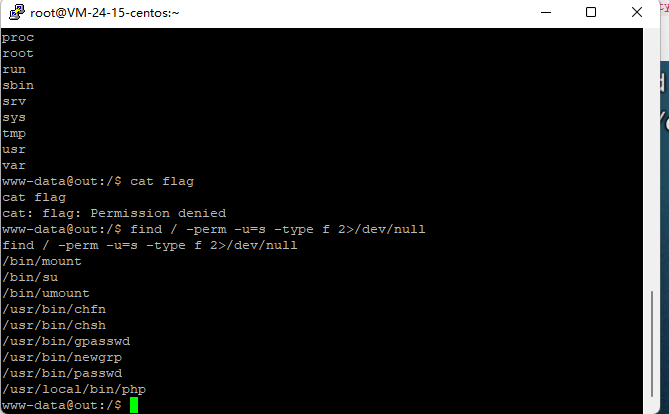 root@VM-24-15-centos:~
proc
root
run
sbin
srv
sys
tmp
usr
var
www-data@out:/$ cat flag
cat flag
cat: flag: Permission denied
www-data@out:/$ find / -perm -u=s -type f 2>/dev/null
find / -perm -u=s -type f 2>/dev/null
/bin/mount
/bin/su
/bin/umount
/usr/bin/chfn
/usr/bin/chsh
/usr/bin/gpasswd
/usr/bin/newgrp
/usr/bin/passwd
/usr/local/bin/php
www-data@out:/$